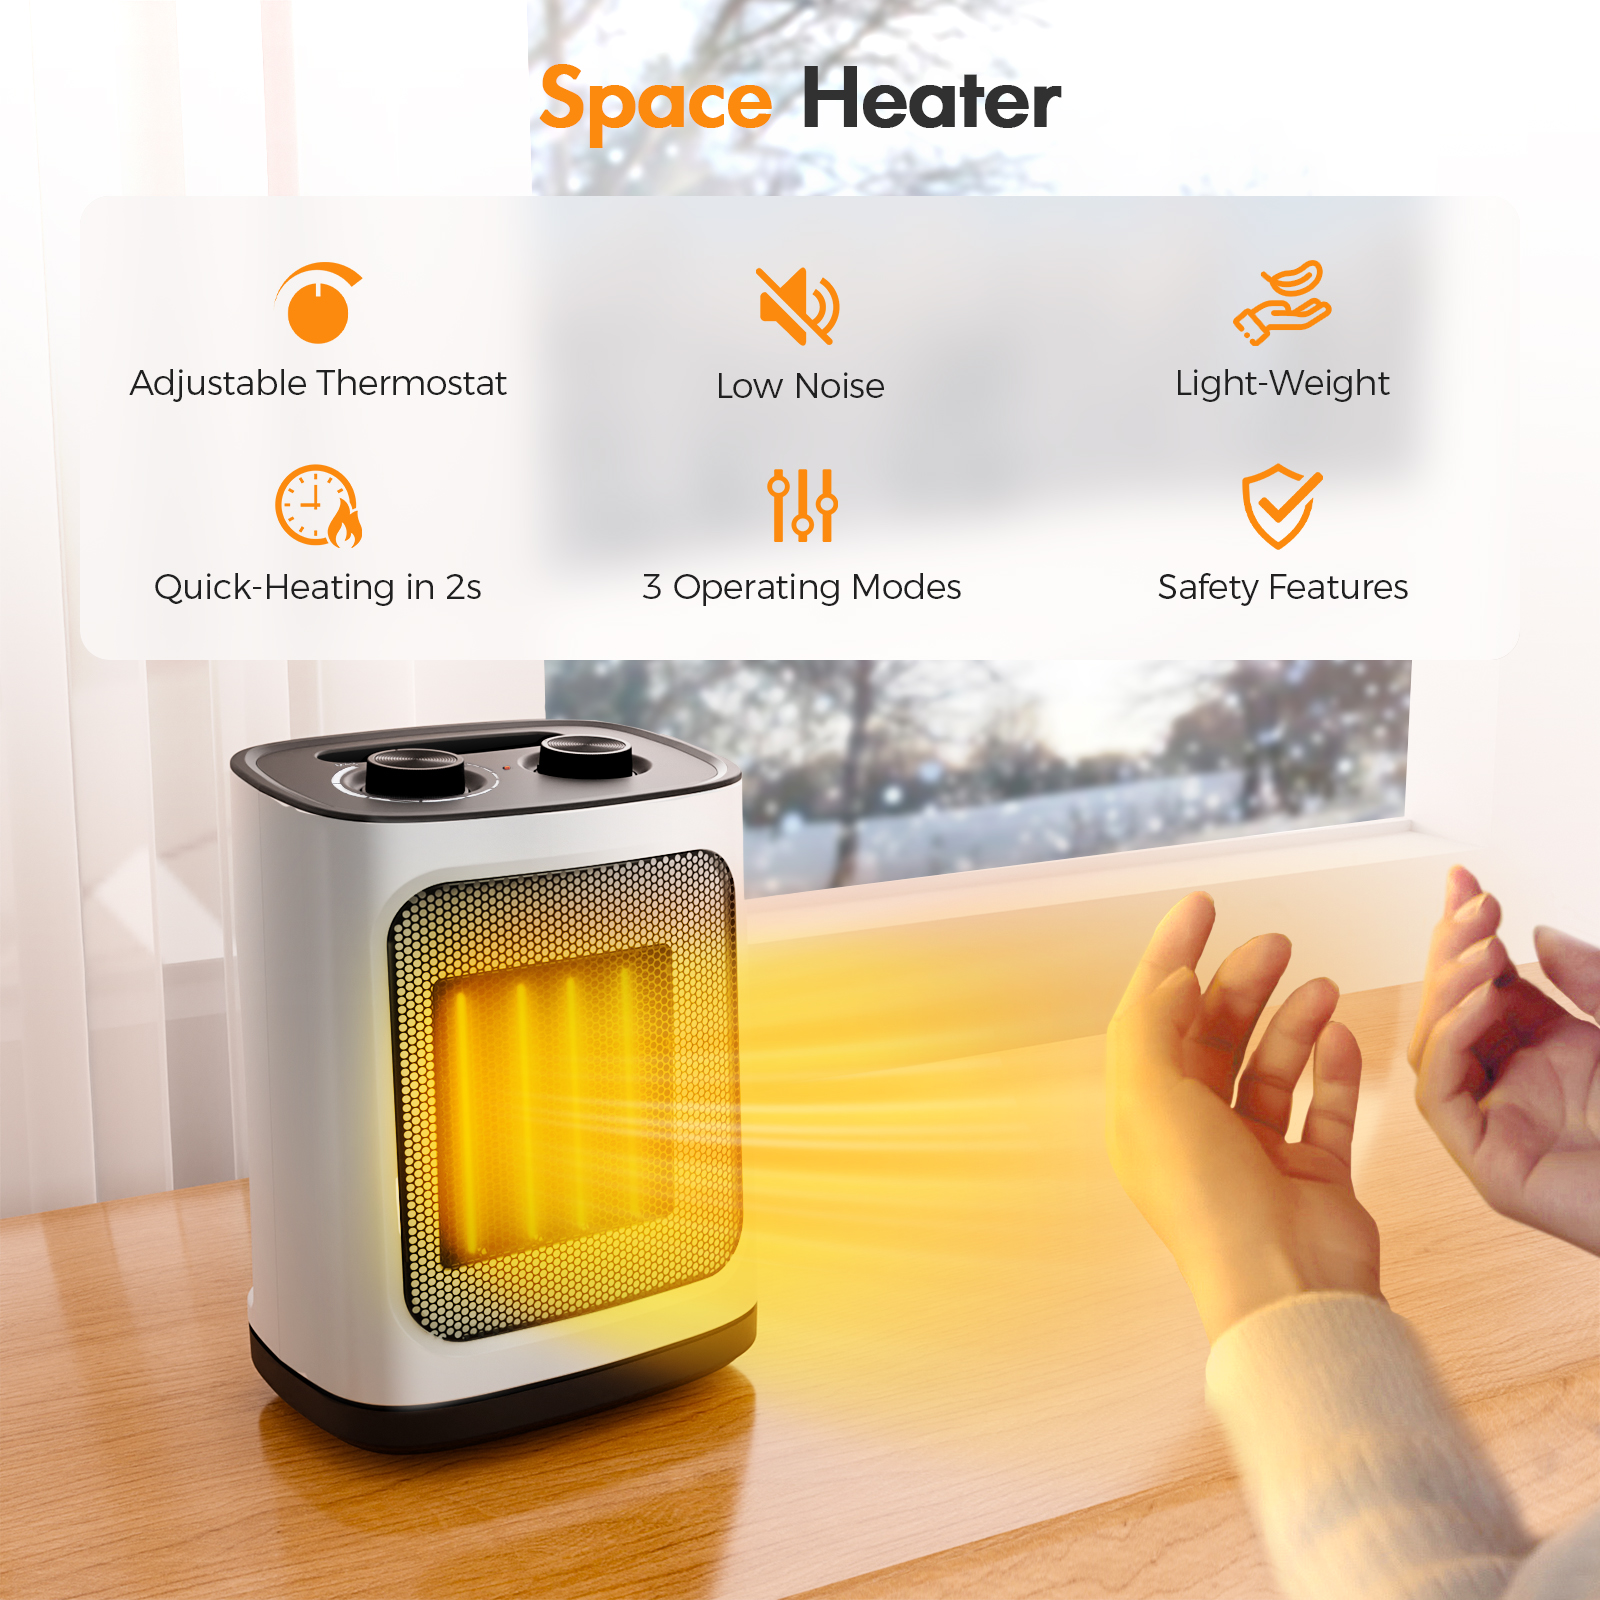 Space Heater
Adjustable Thermostat
Low Noise
Light-Weight
Quick-Heating in 2s
3 Operating Modes
Safety Features